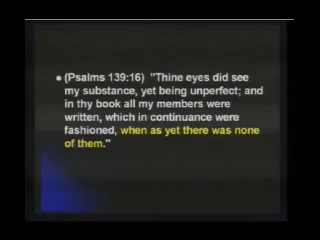 • (Psalms 139:16) "Thine eyes did see
my substance, yet being unperfect; and
in thy book all my members were
written, which in continuance were
fashioned, when as yet there was none
of them."